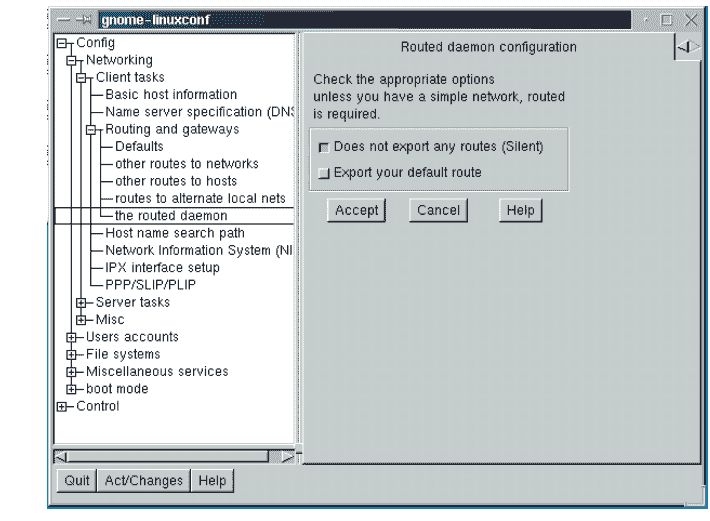 gnome-linuxconf
Config
Networking
Client tasks
Basic host information
Name server specification (DNS
Routing and gateways
Defaults
other routes to networks
other routes to hosts
routes to alternate local nets
the routed daemon
Host name search path
Network Information System (NI
IPX interface setup
PPP/SLIP/PLIP
Server tasks
Misc
Users accounts
File systems
Miscellaneous services
boot mode
Control
Routed daemon configuration
Check the appropriate options
unless you have a simple network, routed
is required.
Does not export any routes (Silent)
Export your default route
Accept Cancel Help
Quit Act/Changes Help